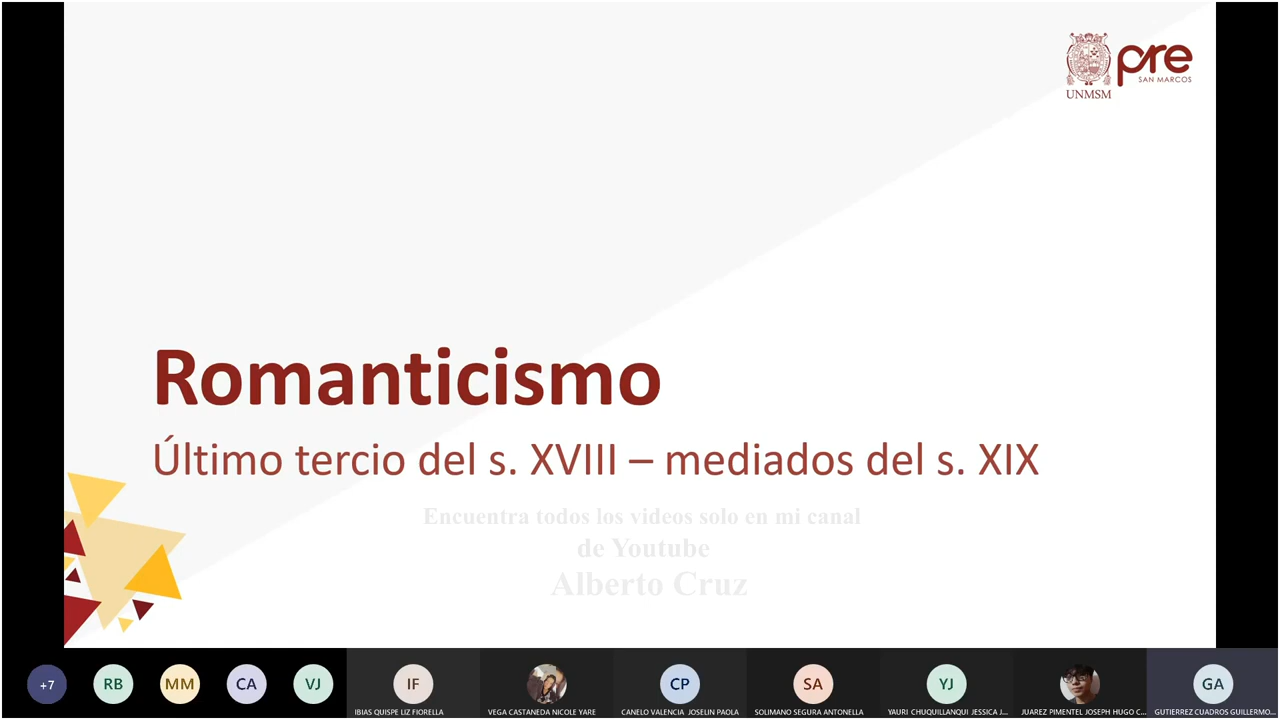 UNMSM
pre
SAN MARCOS
Romanticismo
Último tercio del s. XVIII – mediados del s. XIX
Encuentra todos los videos solo en mi canal
de Youtube
Alberto Cruz
+7
RB
MM
CA
VJ
IF
CP
SA
YJ
GA
IBIAS QUISPE LIZ FIORELLA
VEGA CASTANEDA NICOLE YARE
CANELO VALENCIA JOSELIN PAOLA
SOLIMANO SEGURA ANTONELLA
YAURI CHUQUILLANQUI JESSICA J...
JUAREZ PIMENTEL JOSEPH HUGO C...
GUTIERREZ CUADROS GUILLERMO...